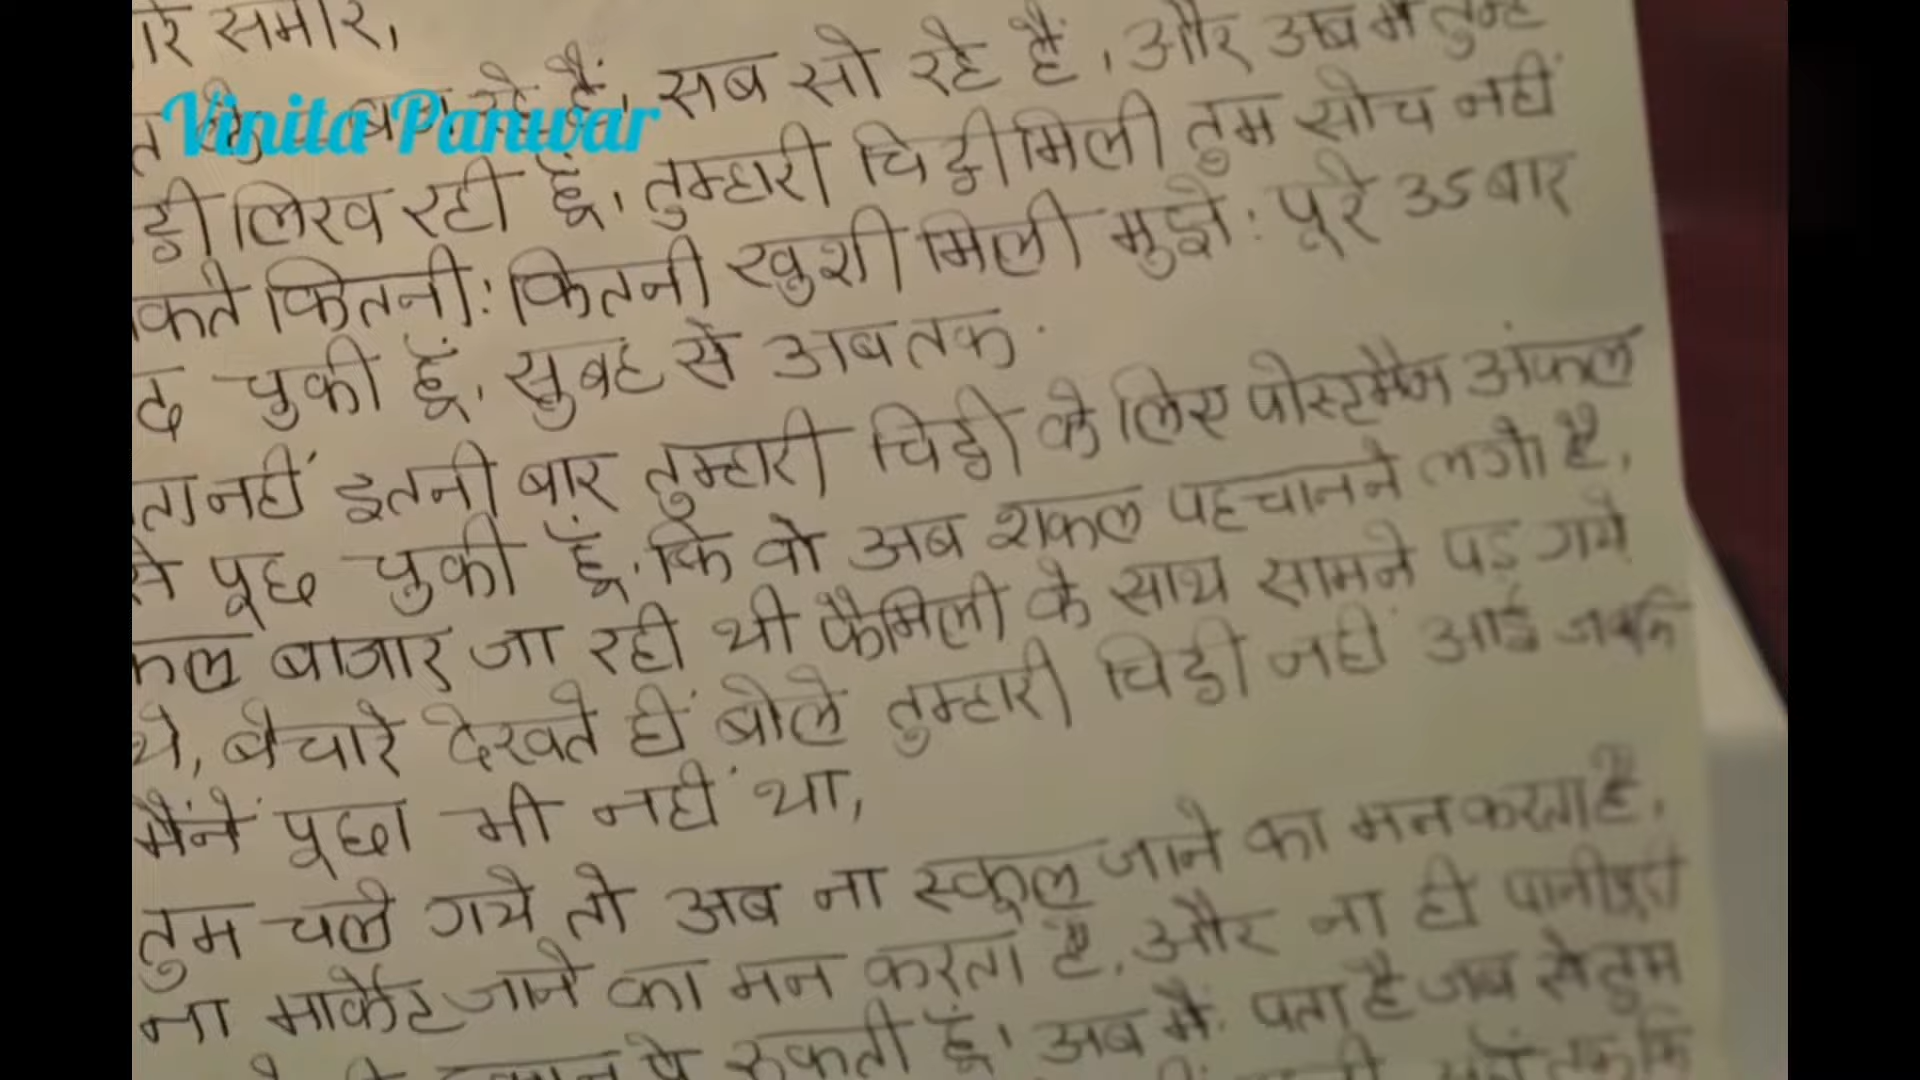 समीर,
Vinita Panwar
सब सो रहे हैं, और अब मैं तुम्हे
लिख रही हूँ, तुम्हारी चिठ्ठी मिली तुम सोच नहीं
कितनी: कितनी खुशी मिली मुझे: पूरे 35 बार
चुकी हूँ, सुबह से अब तक.
नहीं इतनी बार तुम्हारी चिठ्ठी के लिए पोस्टमैन अंकल
से पूछ चुकी हूँ. कि वो अब शकल पहचानने लगे है,
कल बाजार जा रही थी फैमिली के साथ सामने पड़ गये
थे, बेचारे देखते ही बोले तुम्हारी चिठ्ठी नहीं आई जबकि
मैंने पूछा भी नहीं था,
तुम चले गये तो अब ना स्कूल जाने का मन करता है,
ना मार्केट जाने का मन करता है, और ना ही पानीपुरी
पे रुकती हूं। अब मैं पता है जब से तुम